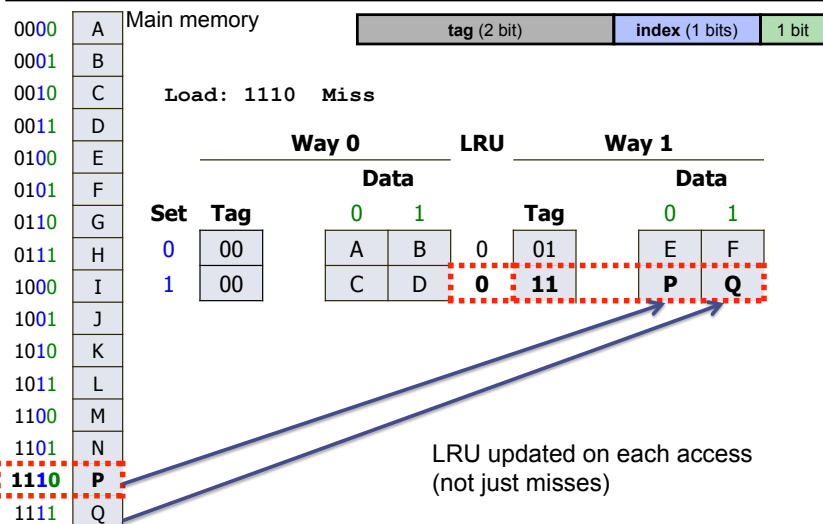 Main memory
tag (2 bit) index (1 bits) 1 bit
0000 A
0001 B
0010 C
0011 D
0100 E
0101 F
0110 G
0111 H
1000 I
1001 J
1010 K
1011 L
1100 M
1101 N
1110 P
1111 Q
Load: 1110 Miss
Way 0 LRU Way 1
Data Data
Set Tag 0 1 Tag 0 1
0 00 A B 0 01 E F
1 00 C D 0 11 P Q
LRU updated on each access
(not just misses)